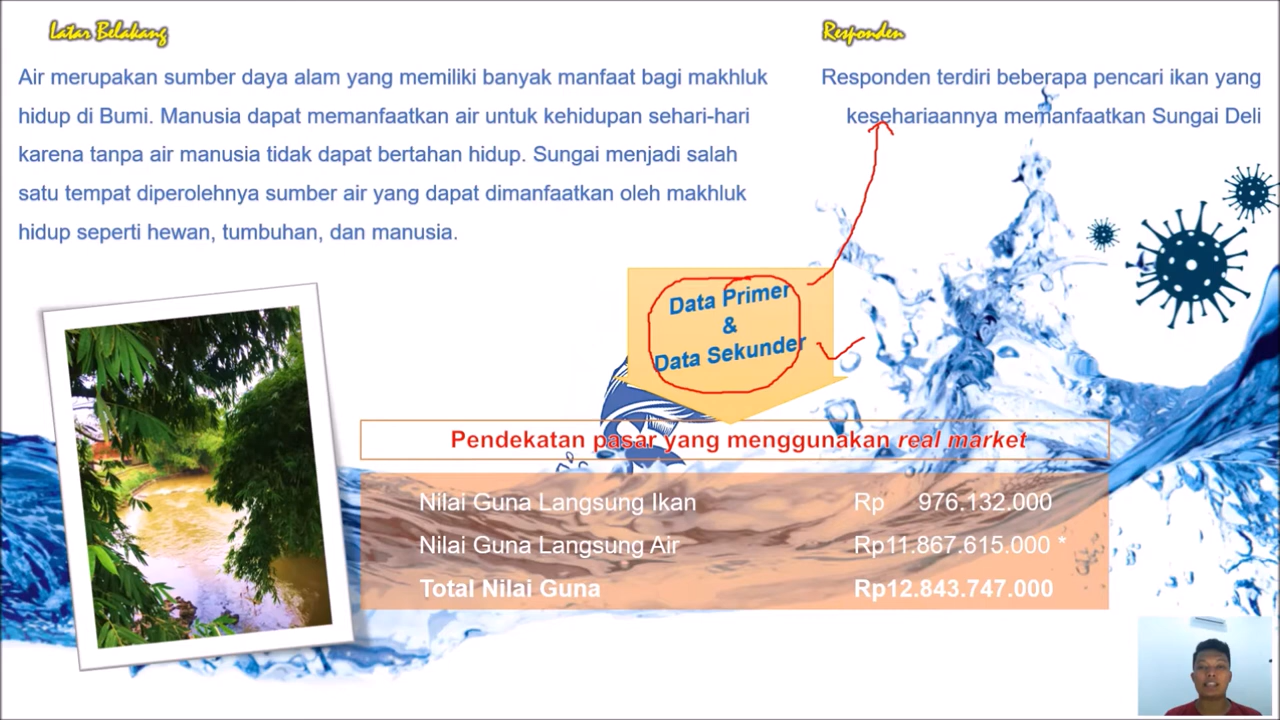 Latar Belakang
Air merupakan sumber daya alam yang memiliki banyak manfaat bagi makhluk
hidup di Bumi. Manusia dapat memanfaatkan air untuk kehidupan sehari-hari
karena tanpa air manusia tidak dapat bertahan hidup. Sungai menjadi salah
satu tempat diperolehnya sumber air yang dapat dimanfaatkan oleh makhluk
hidup seperti hewan, tumbuhan, dan manusia.
Responden
Responden terdiri beberapa pencari ikan yang
kesehariaannya memanfaatkan Sungai Deli
Data Primer
&
Data Sekunder
Pendekatan pasar yang menggunakan real market
Nilai Guna Langsung Ikan Rp 976.132.000
Nilai Guna Langsung Air Rp11.867.615.000 *
Total Nilai Guna Rp12.843.747.000